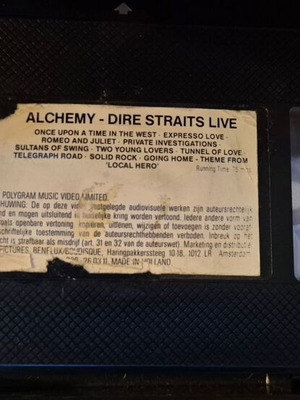 ALCHEMY - DIRE STRAITS LIVE
ONCE UPON A TIME IN THE WEST · EXPRESSO LOVE ·
ROMEO AND JULIET · PRIVATE INVESTIGATIONS ·
SULTANS OF SWING · TWO YOUNG LOVERS · TUNNEL OF LOVE ·
TELEGRAPH ROAD · SOLID ROCK · GOING HOME - THEME FROM
'LOCAL HERO'
Running Time:
POLYGRAM MUSIC VIDEO LIMITED.
HUWING: De op deze vastgelegde audiovisuele werken zijn auteursrechtelijk
en mogen uitsluitend in kring worden vertoond. Iedere andere vorm van
openbare vertoning kopiëren, uitlenen, wijzigen of toevoegen is zonder voorafgaande
schriftelijke toestemming van de auteursrechthebbenden verboden. Inbreuk op het
is strafbaar als misdrijf (art. 31 en 32 van de auteurswet). Marketing en distributie
PICTURES, BENELUX/BOUDISQUE, Haringpakkerssteeg 10-18, 1012 LR Amsterdam
MADE IN HOLLAND